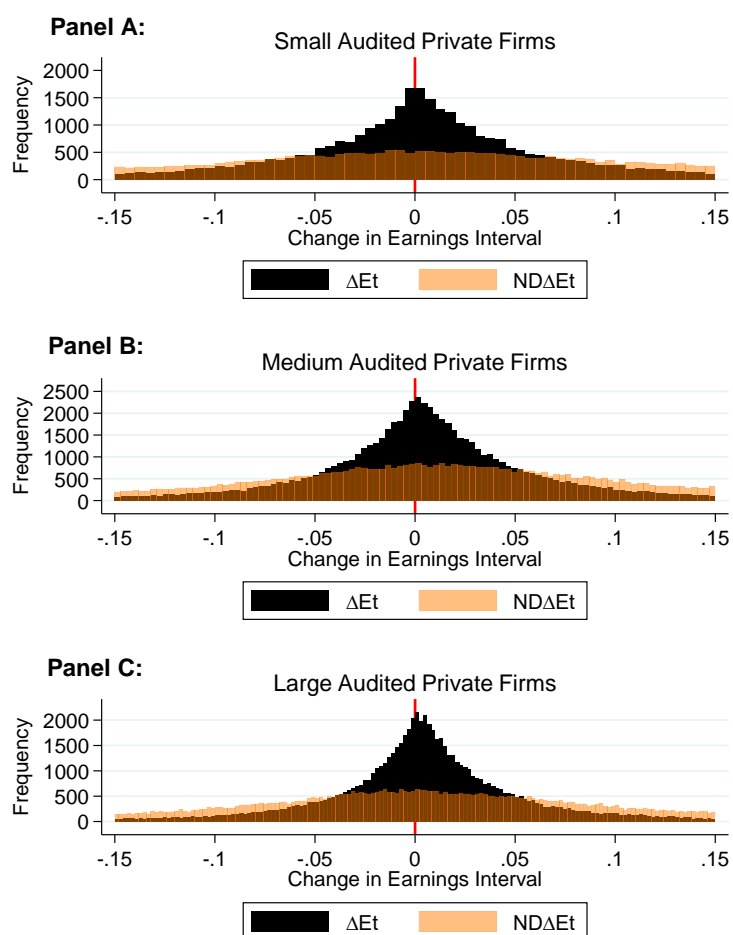 Panel A:
Small Audited Private Firms
Frequency
2000
1500
1000
500
0
-.15 -.1 -.05 0 .05 .1 .15
Change in Earnings Interval
ΔEt NDΔEt
Panel B:
Medium Audited Private Firms
Frequency
2500
2000
1500
1000
500
0
-.15 -.1 -.05 0 .05 .1 .15
Change in Earnings Interval
ΔEt NDΔEt
Panel C:
Large Audited Private Firms
Frequency
2000
1500
1000
500
0
-.15 -.1 -.05 0 .05 .1 .15
Change in Earnings Interval
ΔEt NDΔEt